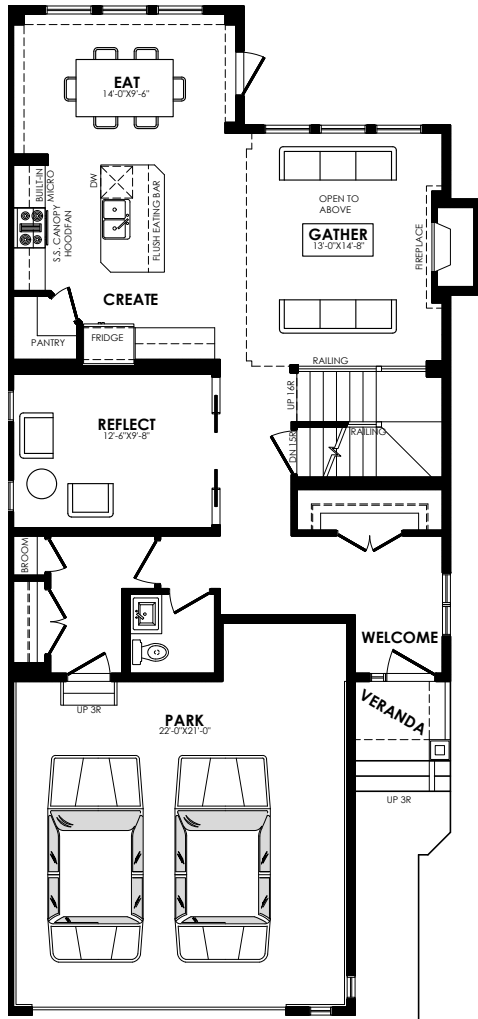 EAT
14'-0"X9'-6"
BUILT-IN
MICRO
S.S. CANOPY
HOODFAN
DW
FLUSH EATING BAR
OPEN TO
ABOVE
GATHER
13'-0"X14'-8"
FIREPLACE
CREATE
PANTRY
FRIDGE
RAILING
UP 16R
REFLECT
12'-6"X9'-8"
RAILING
DN 15R
BROOM
WELCOME
VERANDA
UP 3R
PARK
22'-0"X21'-0"
UP 3R